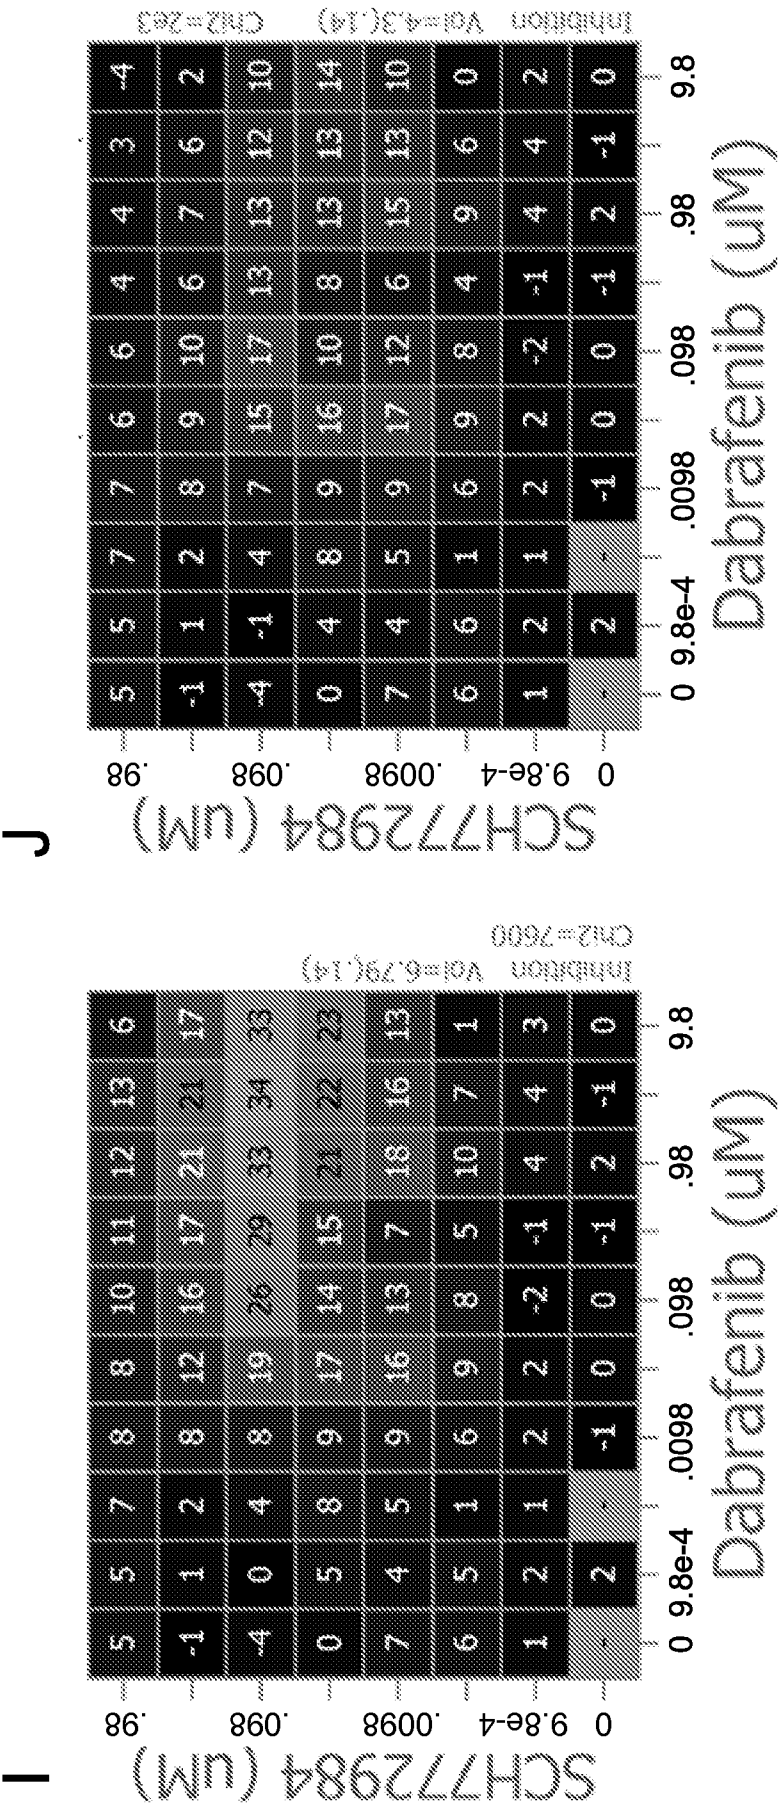 I
SCH772984 (uM)
.98 5 5 7 8 8 10 11 12 13 6
-1 1 2 8 12 16 17 21 21 17
.098 -4 0 4 8 19 26 29 33 34 33
0 5 8 9 17 14 15 21 22 23
.0098 7 4 5 9 16 13 7 18 16 13
6 5 1 6 9 8 5 10 7 1
9.8e-4 1 2 1 2 2 -2 -1 4 4 3
0 - 2 - -1 0 0 -1 2 -1 0
0 9.8e-4 .0098 .098 .98 9.8
Dabrafenib (uM)
Inhibition Vol=6.79(.14)
Chi2=7600
J
SCH772984 (uM)
.98 5 5 7 7 6 6 4 4 3 -4
-1 1 2 8 9 10 6 7 6 2
.098 -4 -1 4 7 15 17 13 13 12 10
0 4 8 9 16 10 8 13 13 14
.0098 7 4 5 9 17 12 6 15 13 10
6 6 1 6 9 8 4 9 6 0
9.8e-4 1 2 1 2 2 -2 -1 4 4 2
0 - 2 - -1 0 0 -1 2 -1 0
0 9.8e-4 .0098 .098 .98 9.8
Dabrafenib (uM)
Inhibition Vol=4.3(.14) Chi2=2e3